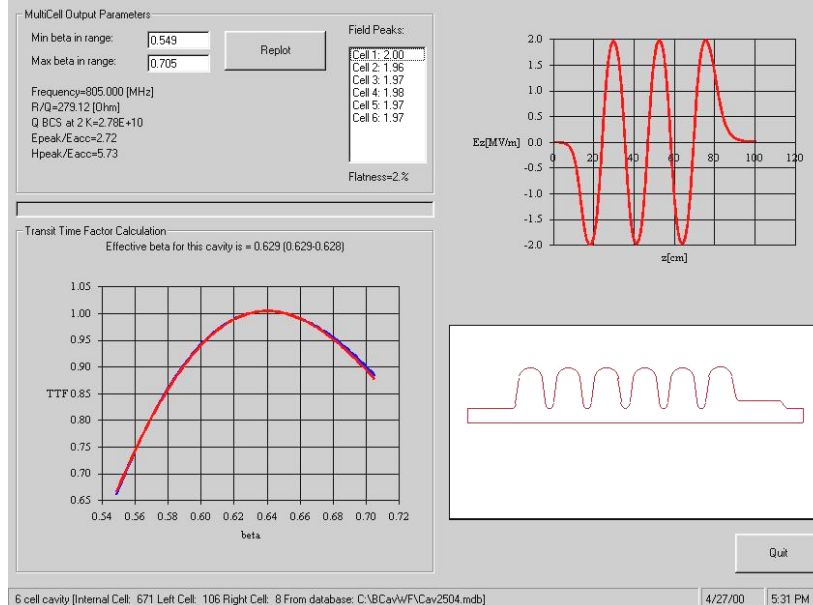 MultiCell Output Parameters
Min beta in range: 0.549
Max beta in range: 0.705
Replot
Frequency=805.000 [MHz]
R/Q=279.12 [Ohm]
Q BCS at 2 K=2.78E+10
Epeak/Eacc=2.72
Hpeak/Eacc=5.73
Field Peaks:
Cell 1: 2.00
Cell 2: 1.96
Cell 3: 1.97
Cell 4: 1.98
Cell 5: 1.97
Cell 6: 1.97
Flatness=2.%
2.0
1.5
1.0
0.5
Ez[MV/m] 0.0
-0.5
-1.0
-1.5
-2.0
0 20 40 60 80 100 120
z[cm]
Transit Time Factor Calculation
Effective beta for this cavity is = 0.629 (0.629-0.628)
1.05
1.00
0.95
0.90
TTF 0.85
0.80
0.75
0.70
0.65
0.54 0.56 0.58 0.60 0.62 0.64 0.66 0.68 0.70 0.72
beta
Quit
6 cell cavity [Internal Cell: 671 Left Cell: 106 Right Cell: 8 From database: C:\BCav\WF\Cav2504.mdb]
4/27/00
5:31 PM